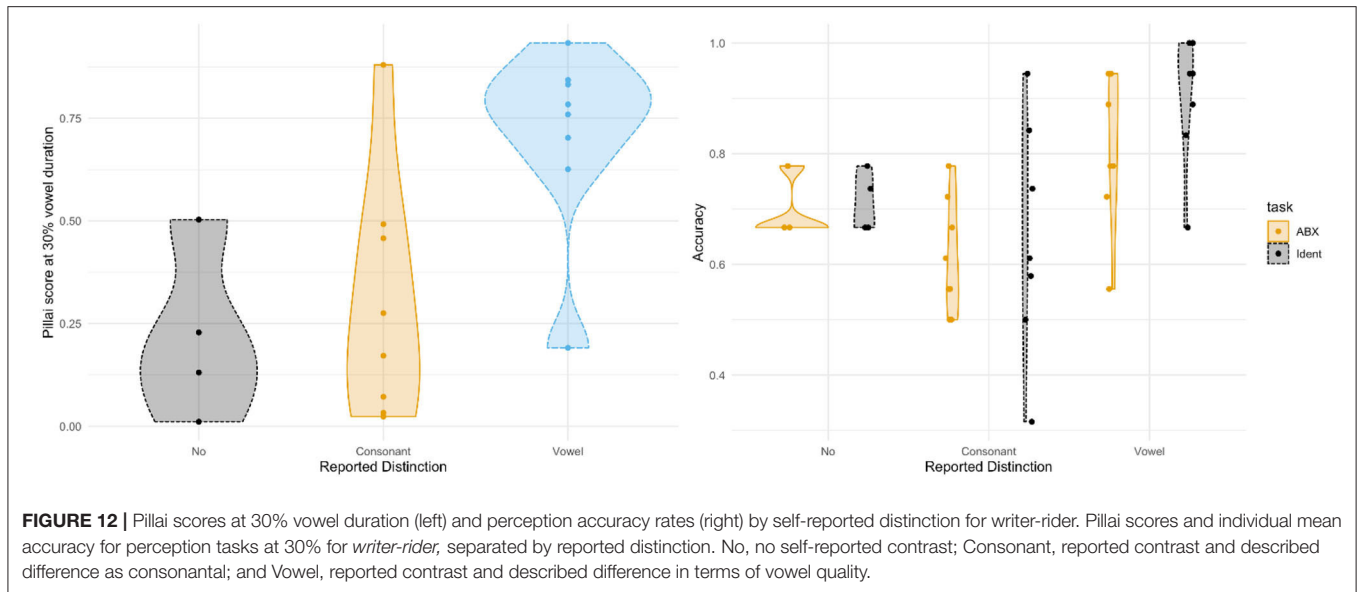 0.75
0.50
0.25
0.00
Pillai score at 30% vowel duration
No
Consonant
Vowel
Reported Distinction
1.0
0.8
0.6
0.4
Accuracy
No
Consonant
Vowel
Reported Distinction
task
ABX
Ident
FIGURE 12 | Pillai scores at 30% vowel duration (left) and perception accuracy rates (right) by self-reported distinction for writer-rider. Pillai scores and individual mean
accuracy for perception tasks at 30% for writer-rider, separated by reported distinction. No, no self-reported contrast; Consonant, reported contrast and described
difference as consonantal; and Vowel, reported contrast and described difference in terms of vowel quality.